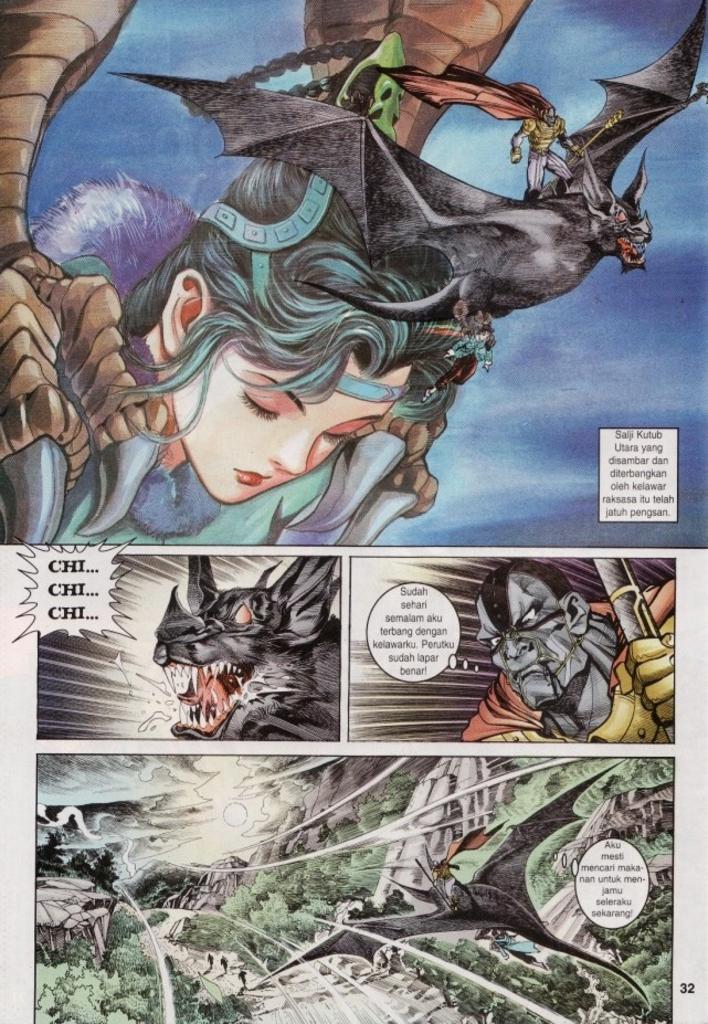 Salji Kutub
Utara yang
disambar dan
diterbangkan
oleh kelawar
raksasa itu telah
jatuh pengsan.
CHI...
CHI...
CHI...
Sudah
sehari
semalam aku
terbang dengan
kelawarku. Perutku
sudah lapar
benar!
Aku
mesti
mencari maka-
nan untuk men-
jamu
seleraku
sekarang!
32